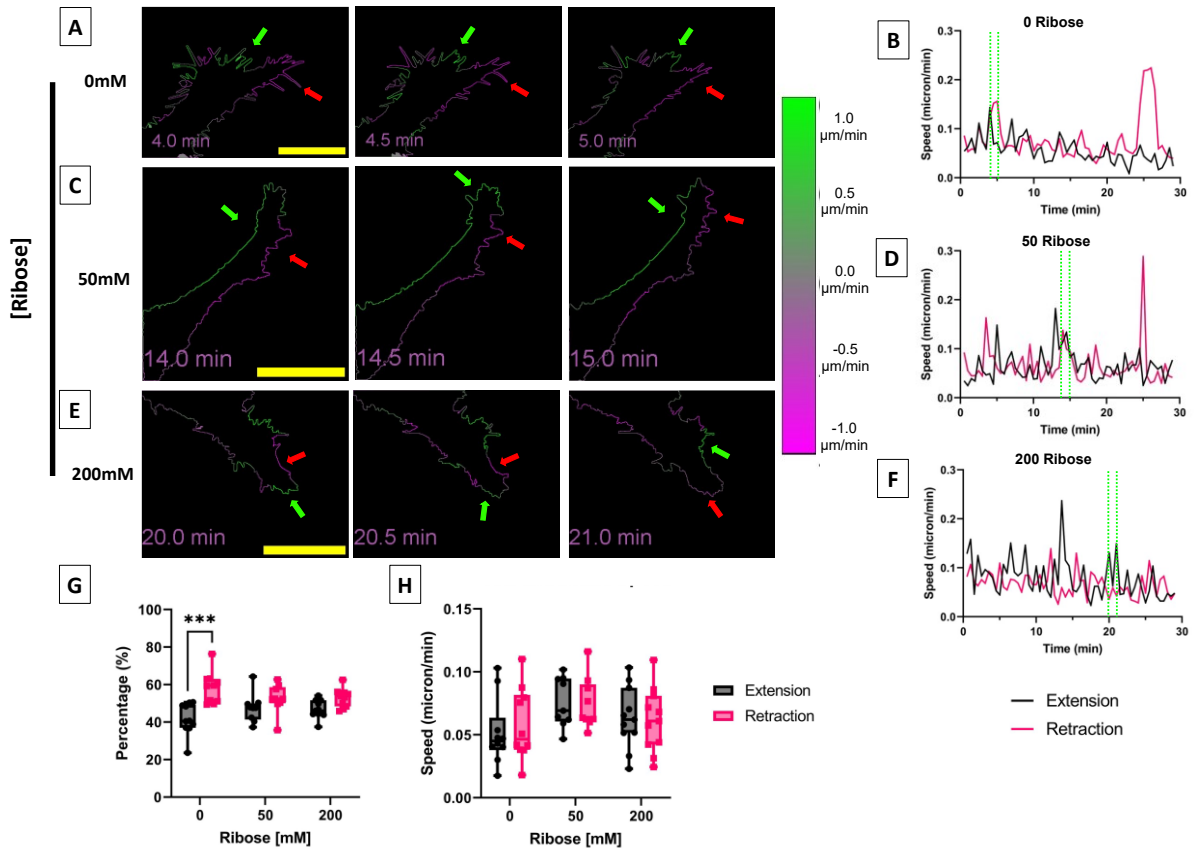 A
0mM
4.0 min
4.5 min
5.0 min
C
[Ribose]
50mM
14.0 min
14.5 min
15.0 min
E
200mM
20.0 min
20.5 min
21.0 min
1.0
µm/min
0.5
µm/min
0.0
µm/min
-0.5
µm/min
-1.0
µm/min
B
0 Ribose
Speed (micron/min)
0.3
0.2
0.1
0.0
0 10 20 30
Time (min)
D
50 Ribose
Speed (micron/min)
0.3
0.2
0.1
0.0
0 10 20 30
Time (min)
F
200 Ribose
Speed (micron/min)
0.3
0.2
0.1
0.0
0 10 20 30
Time (min)
Extension
Retraction
G
Percentage (%)
100
80
60
40
20
0
***
0 50 200
Ribose [mM]
H
Speed (micron/min)
0.15
0.10
0.05
0.00
0 50 200
Ribose [mM]
Extension
Retraction